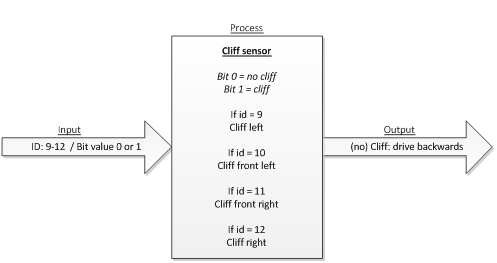 Process
Cliff sensor
Bit 0 = no cliff
Bit 1 = cliff
If id = 9
Cliff left
If id = 10
Cliff front left
If id = 11
Cliff front right
If id = 12
Cliff right
Input
ID: 9-12 / Bit value 0 or 1
Output
(no) Cliff: drive backwards